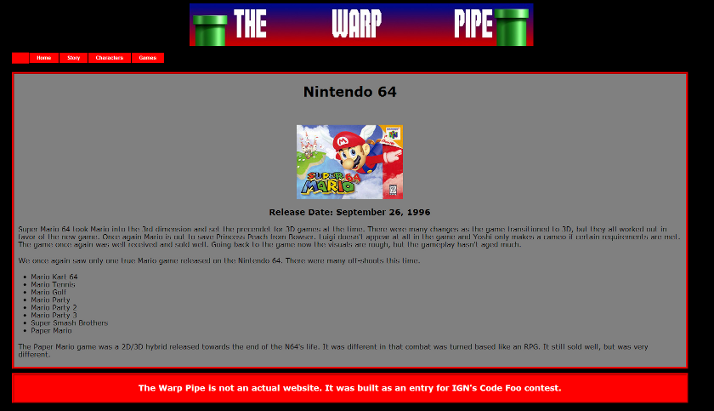 THE WARP PIPE
Home Story Characters Games
Nintendo 64
SUPER MARIO 64
Release Date: September 26, 1996
Super Mario 64 took Mario into the 3rd dimension and set the precendet for 3D games at the time. There were many changes as the game transitioned to 3D, but they all worked out in
favor of the new game. Once again Mario is out to save Princess Peach from Bowser. Luigi doesn't appear at all in the game and Yoshi only makes a cameo if certain requirements are met.
The game once again was well received and sold well. Going back to the game now the visuals are rough, but the gameplay hasn't aged much.
We once again saw only one true Mario game released on the Nintendo 64. There were many off-shoots this time.
Mario Kart 64
Mario Tennis
Mario Golf
Mario Party
Mario Party 2
Mario Party 3
Super Smash Brothers
Paper Mario
The Paper Mario game was a 2D/3D hybrid released towards the end of the N64's life. It was different in that combat was turned based like an RPG. It still sold well, but was very
different.
The Warp Pipe is not an actual website. It was built as an entry for IGN's Code Foo contest.